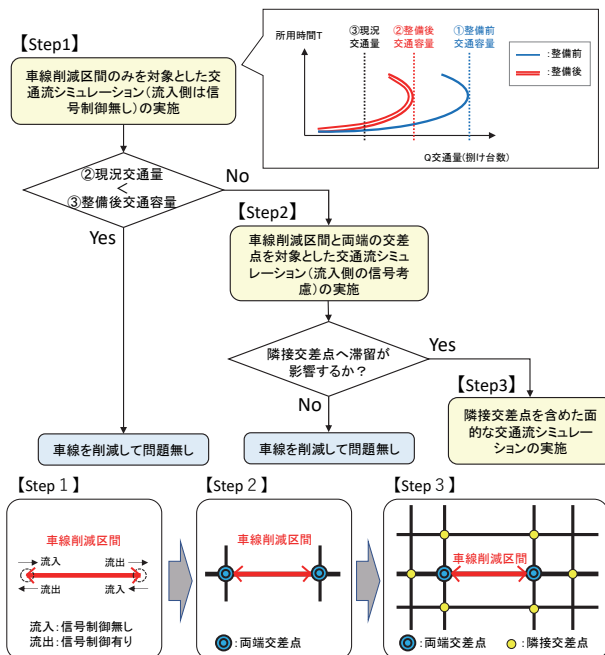 【Step1】
車線削減区間のみを対象とした交
通流シミュレーション(流入側は信
号制御無し)の実施
所用時間T
③現況
交通量
②整備後
交通容量
①整備前
交通容量
:整備前
:整備後
Q交通量(捌け台数)
②現況交通量
<
③整備後交通容量
No
Yes
【Step2】
車線削減区間と両端の交差
点を対象とした交通流シミュ
レーション(流入側の信号考
慮)の実施
隣接交差点へ滞留が
影響するか?
Yes
No
【Step3】
隣接交差点を含めた面
的な交通流シミュレー
ションの実施
車線を削減して問題無し
車線を削減して問題無し
【Step 1】
車線削減区間
流入
流出
流出
流入
流入:信号制御無し
流出:信号制御有り
【Step 2】
車線削減区間
:両端交差点
【Step 3】
車線削減区間
:両端交差点
:隣接交差点